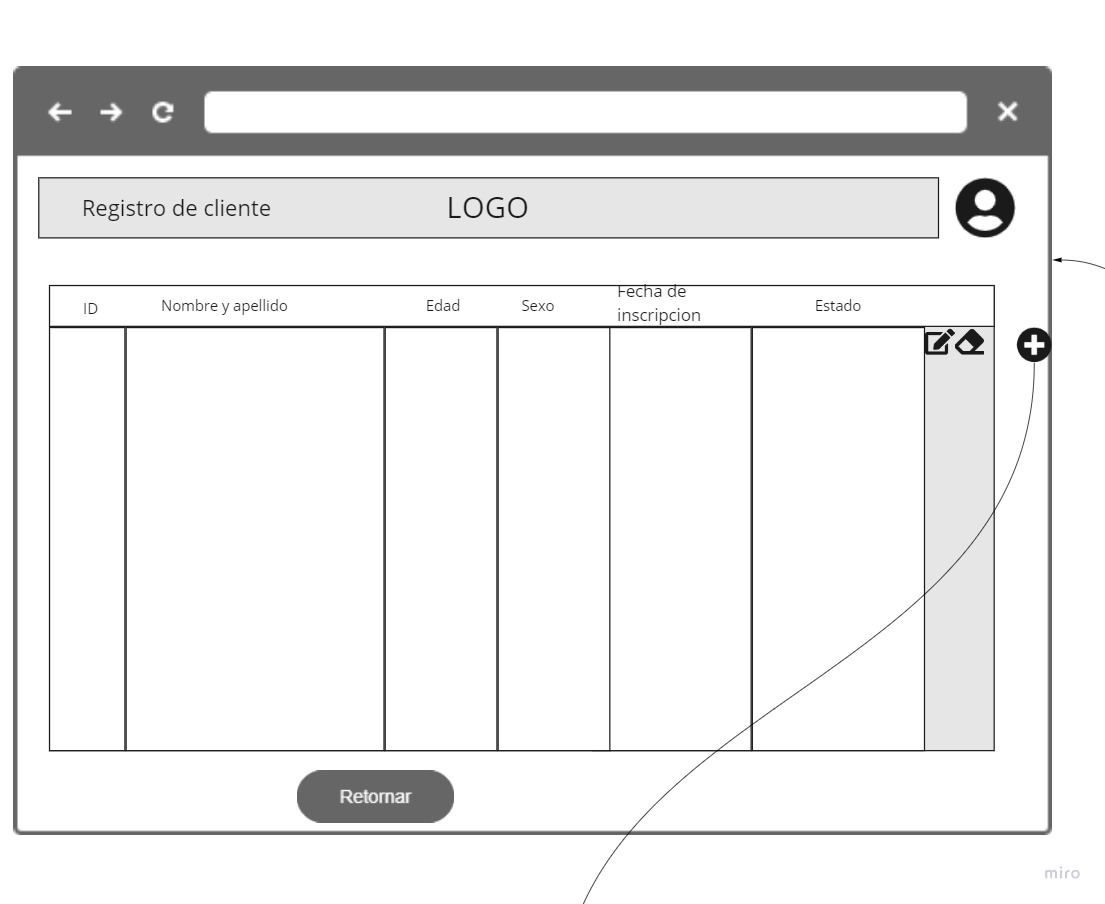 Registro de cliente LOGO
ID Nombre y apellido Edad Sexo Fecha de Estado
inscripcion
Retornar
miro